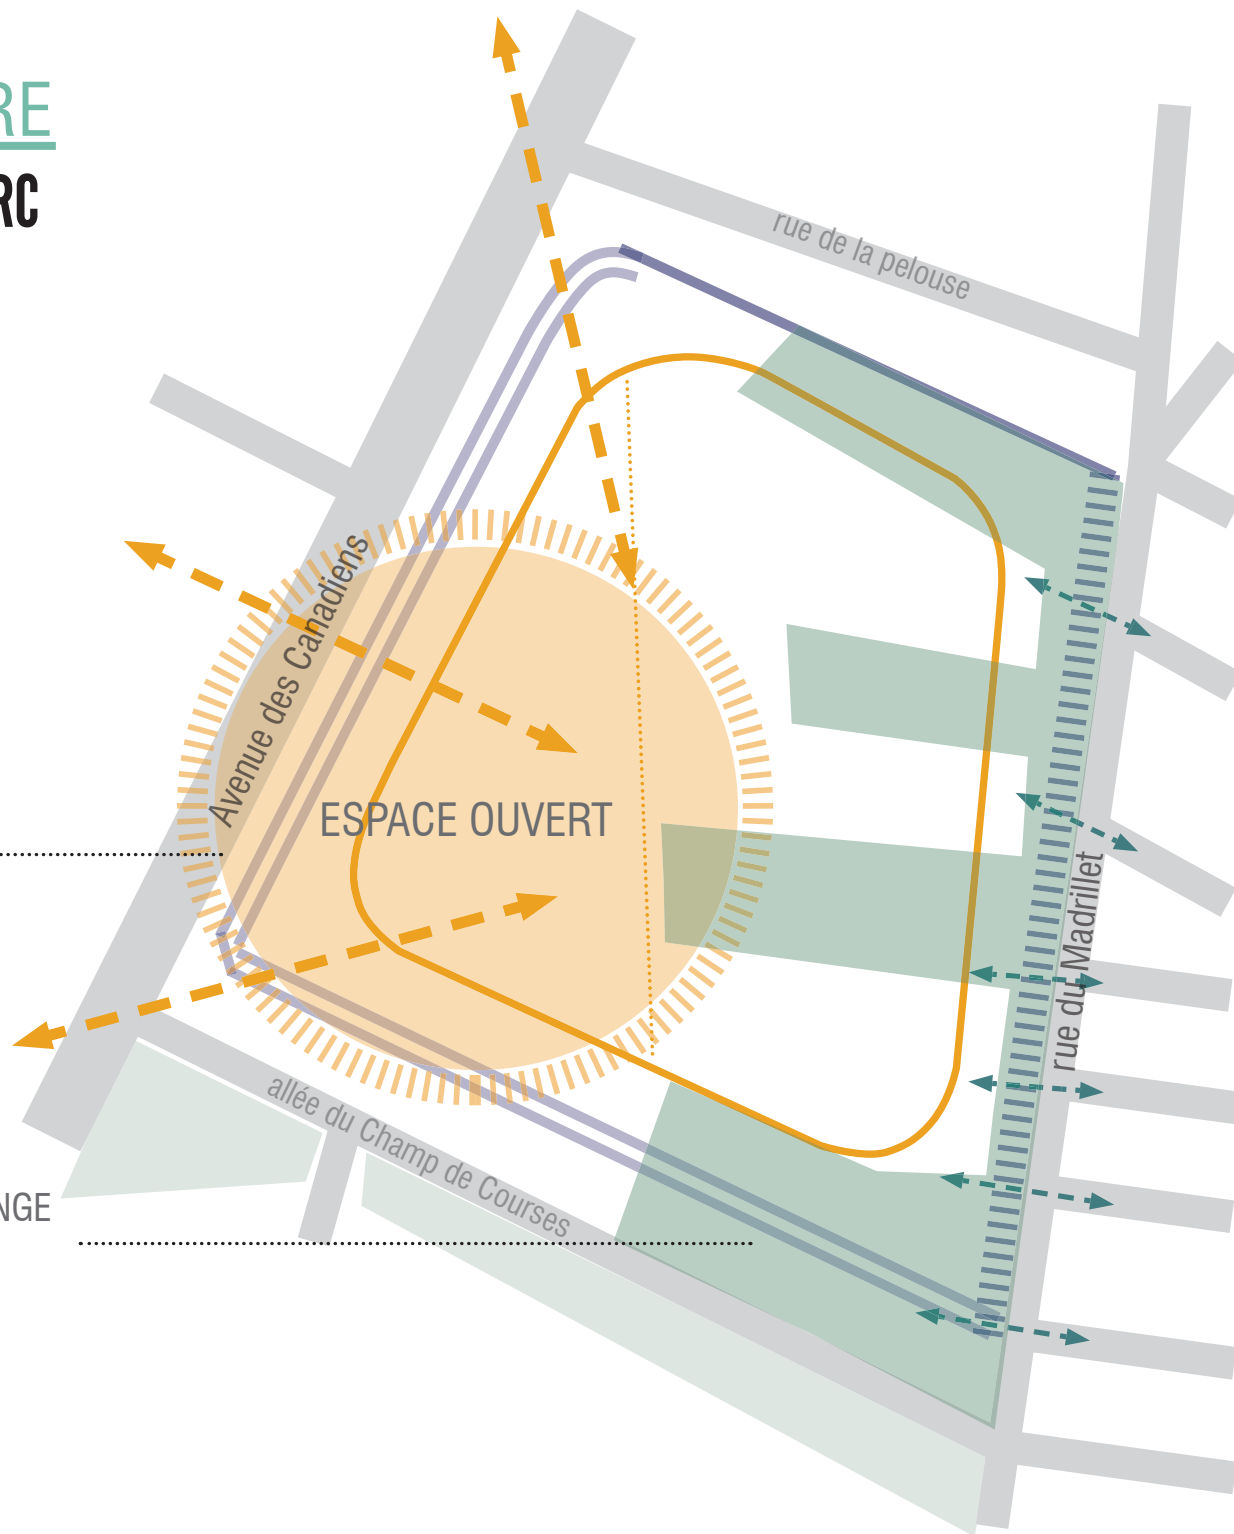 RE
RC
rue de la pelouse
Avenue des Canadiens
ESPACE OUVERT
rue du Madrillet
allée du Champ de Courses
NGE